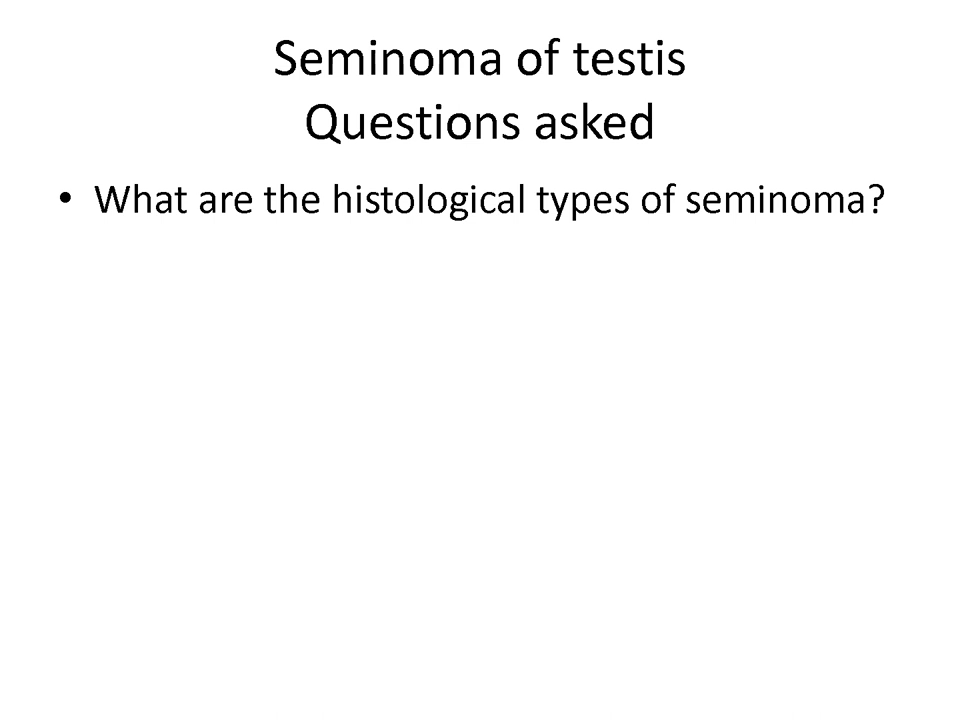 Seminoma of testis
Questions asked
• What are the histological types of seminoma?